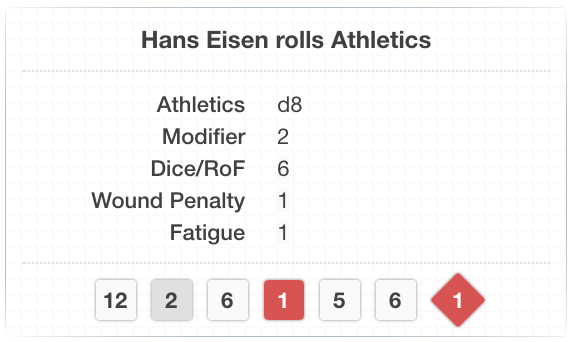 Hans Eisen rolls Athletics
Athletics d8
Modifier 2
Dice/RoF 6
Wound Penalty 1
Fatigue 1
12 2 6 1 5 6 1